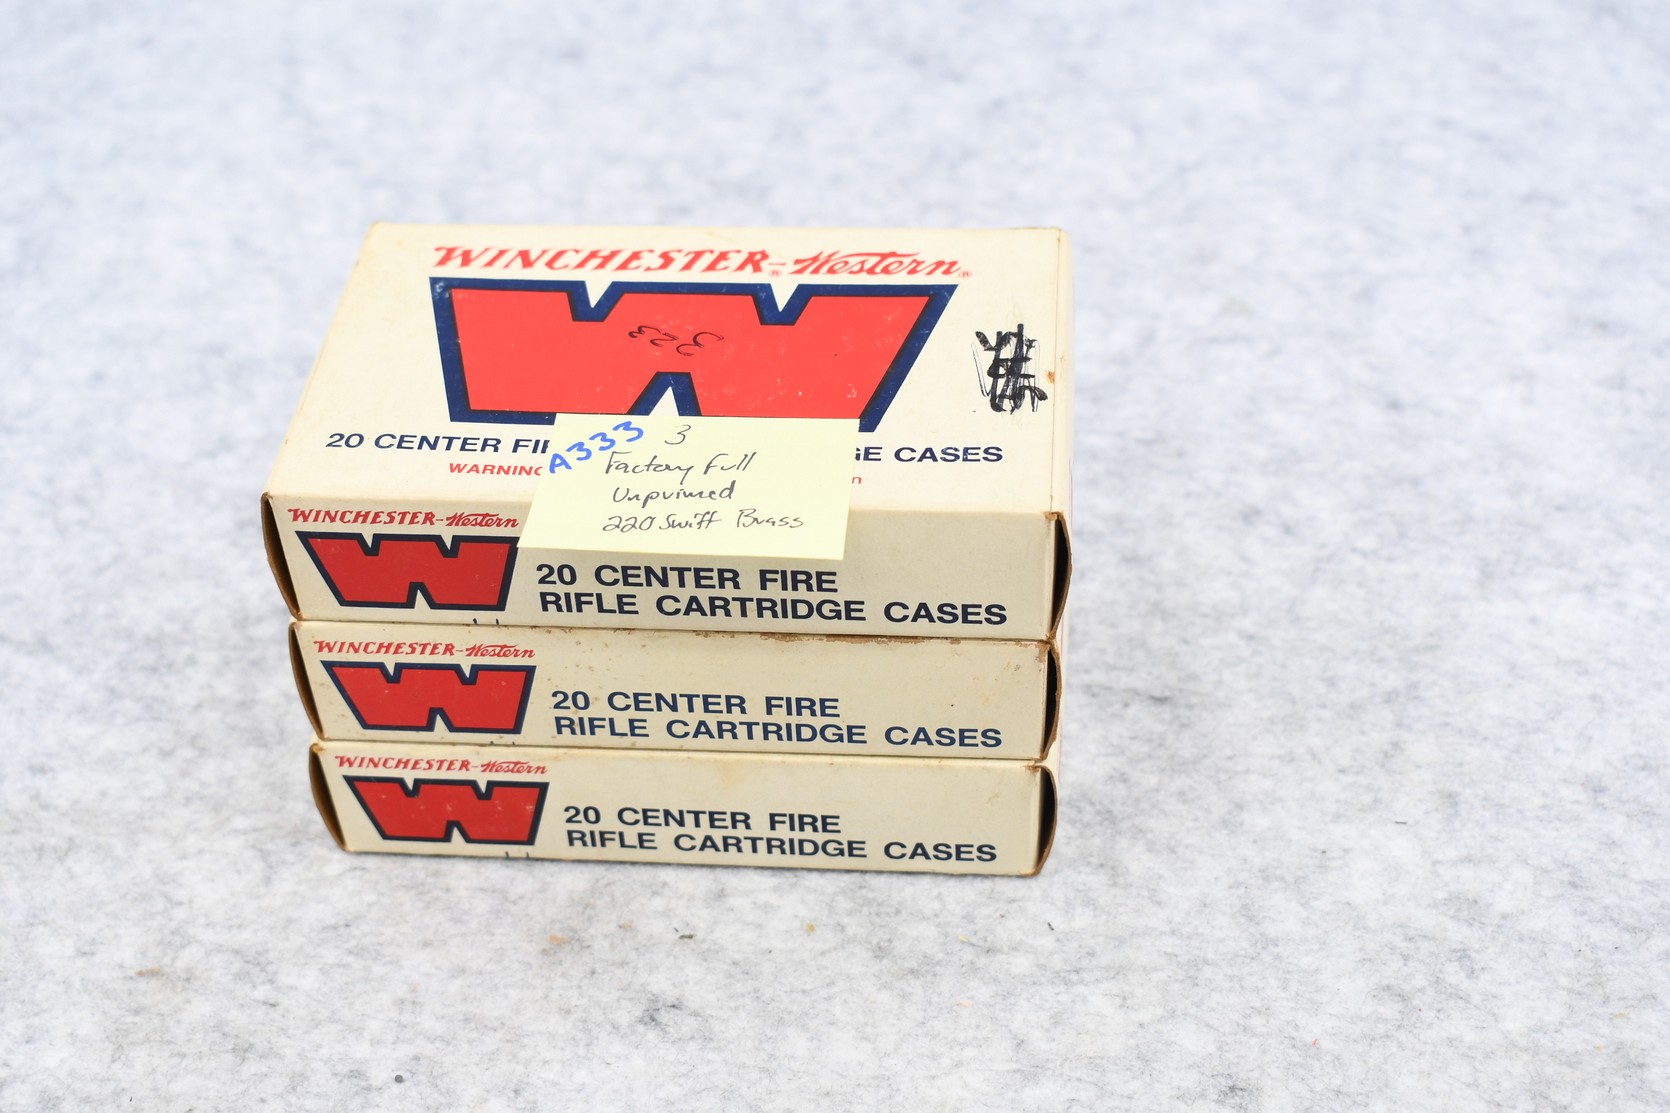 WINCHESTER®-Western®
20 CENTER FI
GE CASES
WARNING
n
A333
3
Factory Full
Unprimed
220 Swift Brass
WINCHESTER-Western
20 CENTER FIRE
RIFLE CARTRIDGE CASES
WINCHESTER-Western
20 CENTER FIRE
RIFLE CARTRIDGE CASES
WINCHESTER-Western
20 CENTER FIRE
RIFLE CARTRIDGE CASES